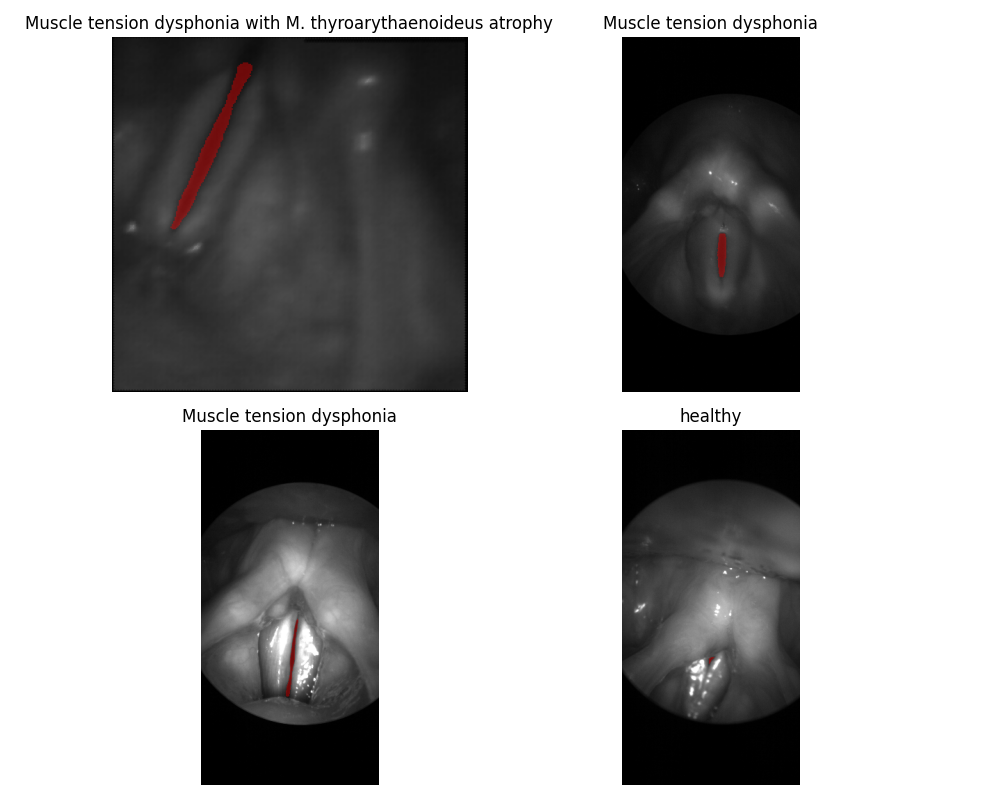 Muscle tension dysphonia with M. thyroarythaenoideus atrophy
Muscle tension dysphonia
Muscle tension dysphonia
healthy